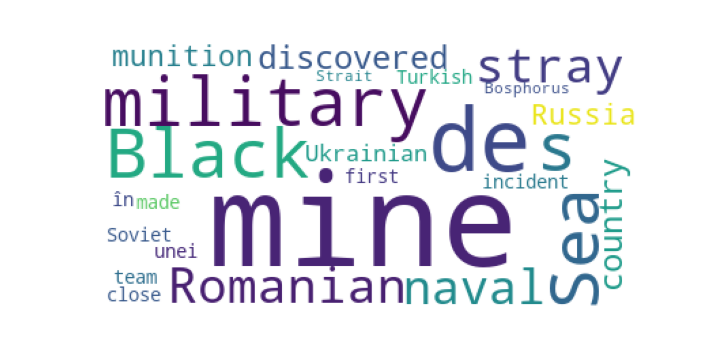 munition discovered stray
Strait Turkish Bosphorus
military des Russia
Black Ukrainian
first incident country
mine Sea
în made
Soviet unei
team Romanian naval
close